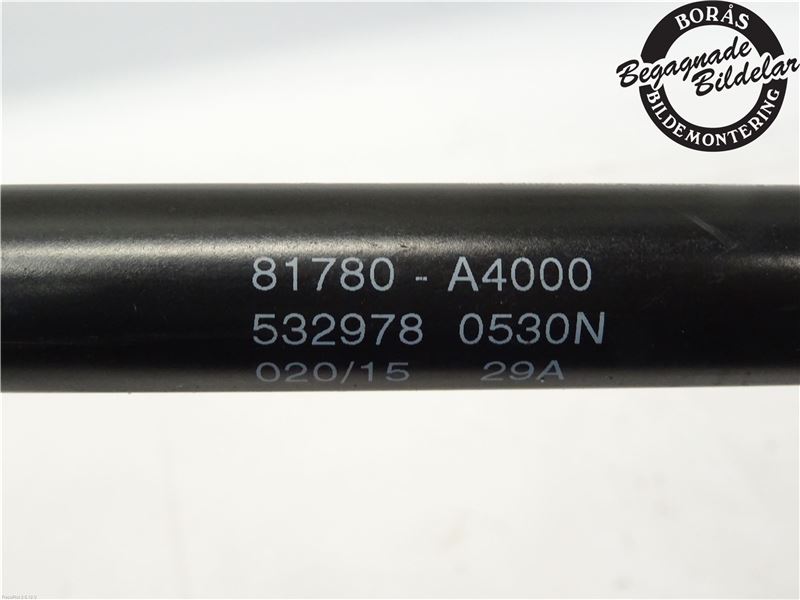 BORÅS
Begagnade
Bildelar
BILDEMONTERING
81780 - A4000
532978 0530N
020/15 29A